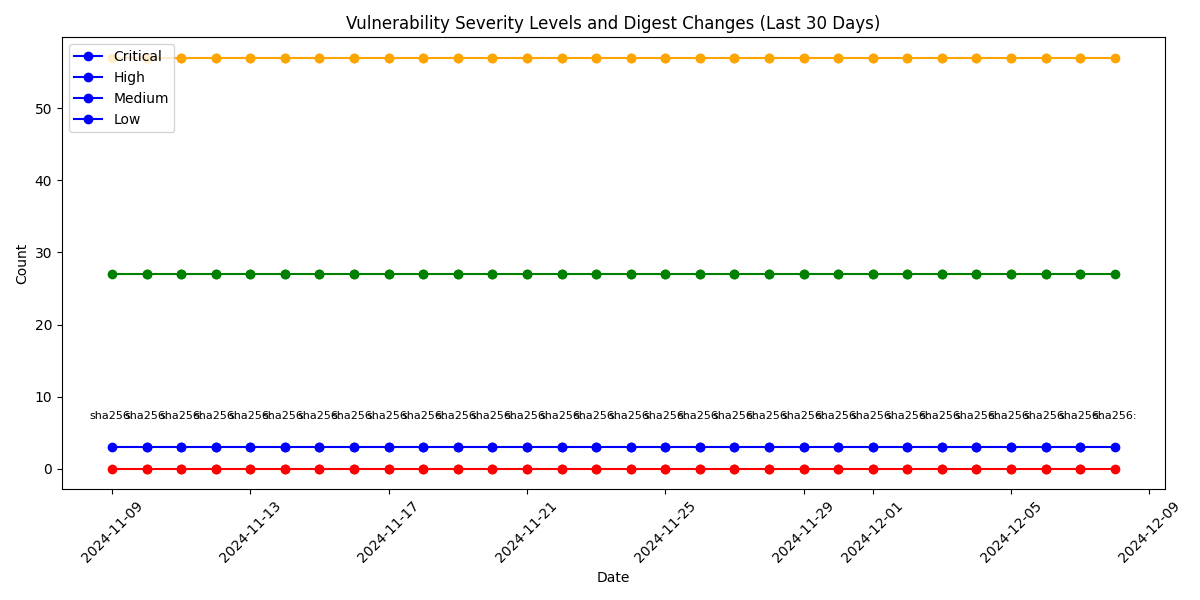 Vulnerability Severity Levels and Digest Changes (Last 30 Days)
Critical
High
Medium
Low
50
40
30
20
10
0
Count
sha256: sha256: sha256: sha256: sha256: sha256: sha256: sha256: sha256: sha256: sha256: sha256: sha256: sha256: sha256: sha256: sha256: sha256: sha256: sha256: sha256: sha256: sha256: sha256: sha256: sha256: sha256: sha256: sha256: sha256:
2024-11-09
2024-11-13
2024-11-17
2024-11-21
2024-11-25
2024-11-29
2024-12-01
2024-12-05
2024-12-09
Date